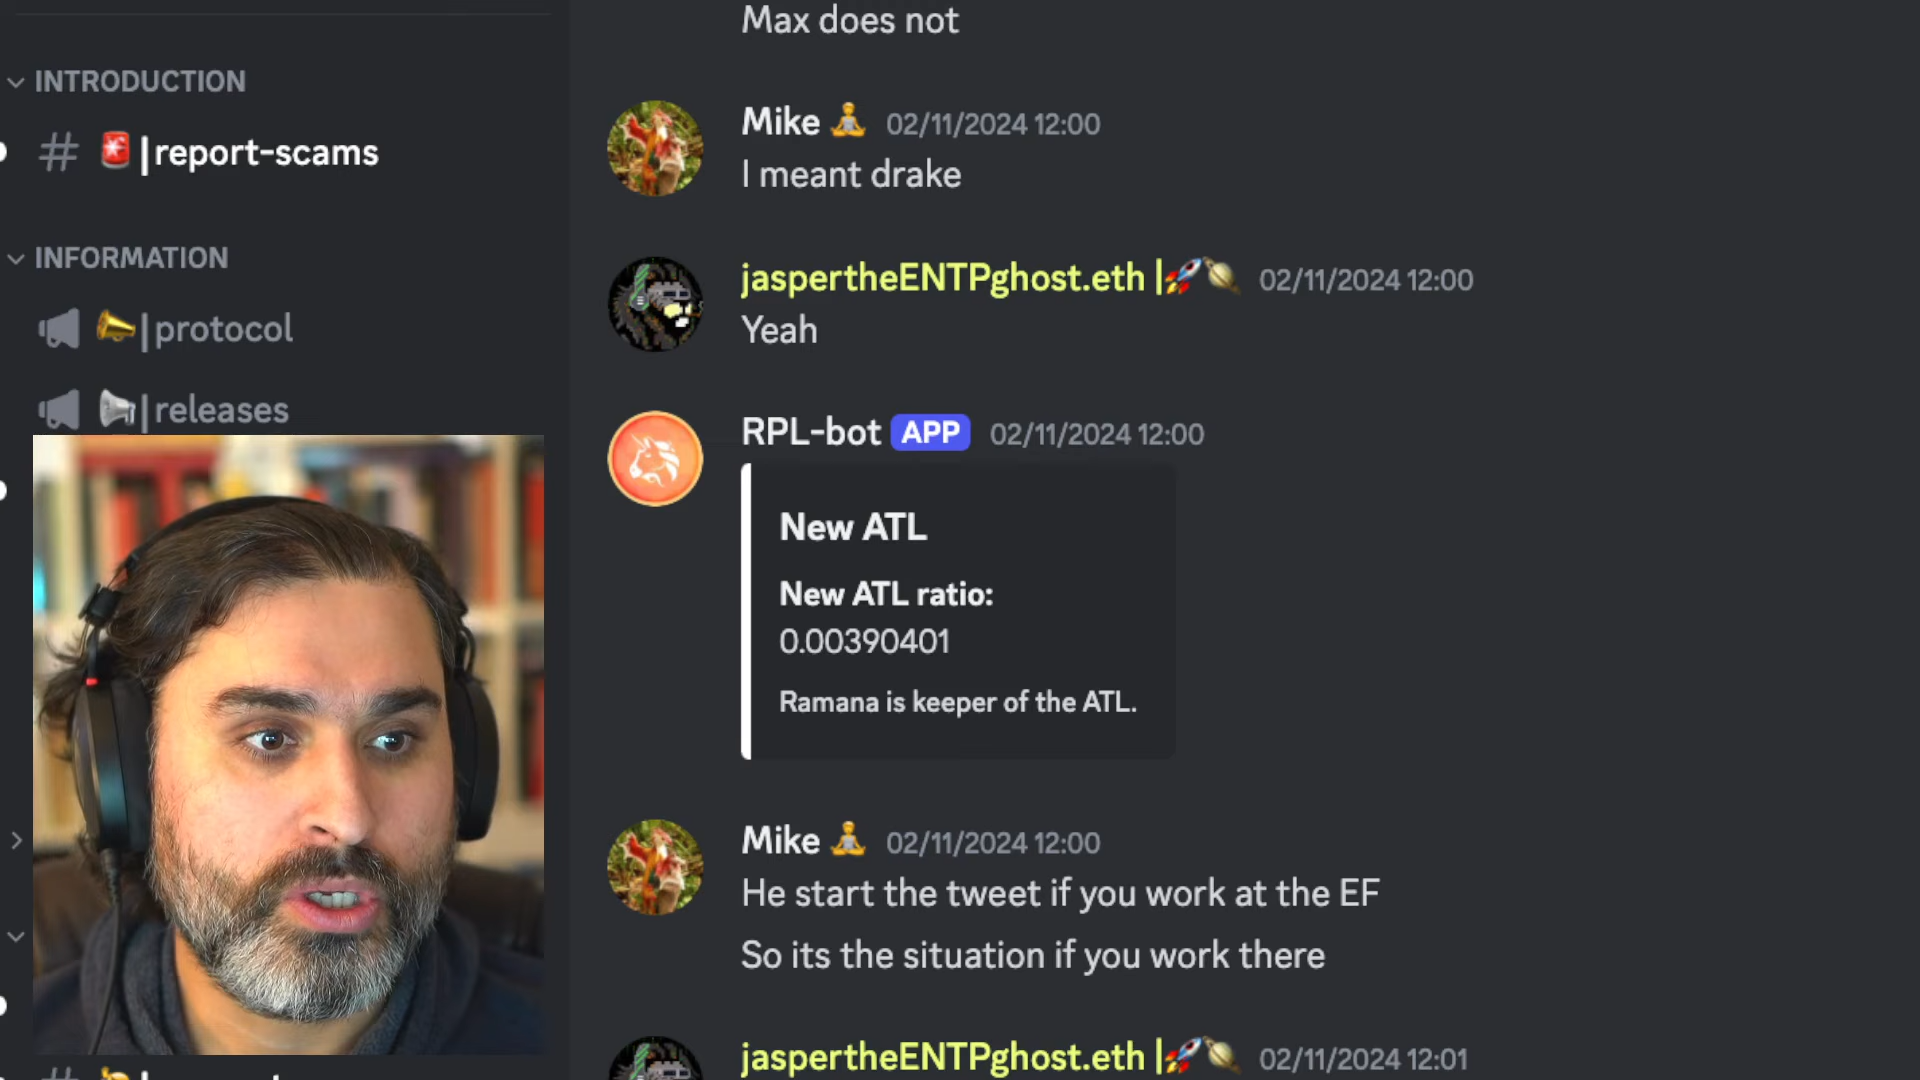 Max does not
INTRODUCTION
# 🚨|report-scams
INFORMATION
|protocol
|releases
Mike 🧘 02/11/2024 12:00
I meant drake
jaspertheENTPghost.eth |🚀🪐 02/11/2024 12:00
Yeah
RPL-bot APP 02/11/2024 12:00
New ATL
New ATL ratio:
0.00390401
Ramana is keeper of the ATL.
Mike 🧘 02/11/2024 12:00
He start the tweet if you work at the EF
So its the situation if you work there
jaspertheENTPghost.eth |🚀🪐 02/11/2024 12:01